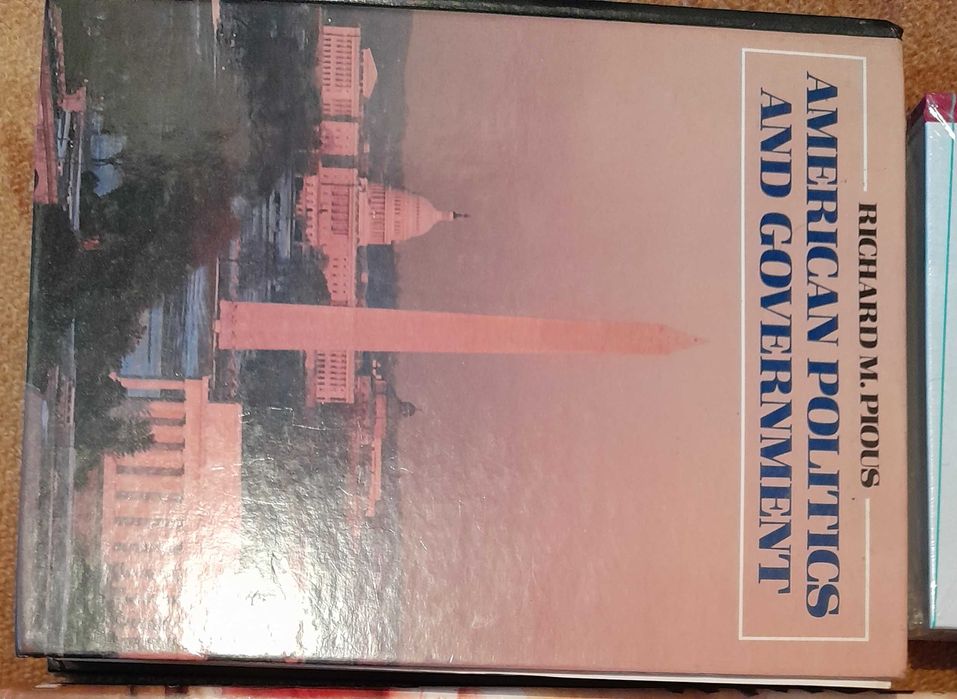 RICHARD M. PIOUS
AMERICAN POLITICS
AND GOVERNMENT